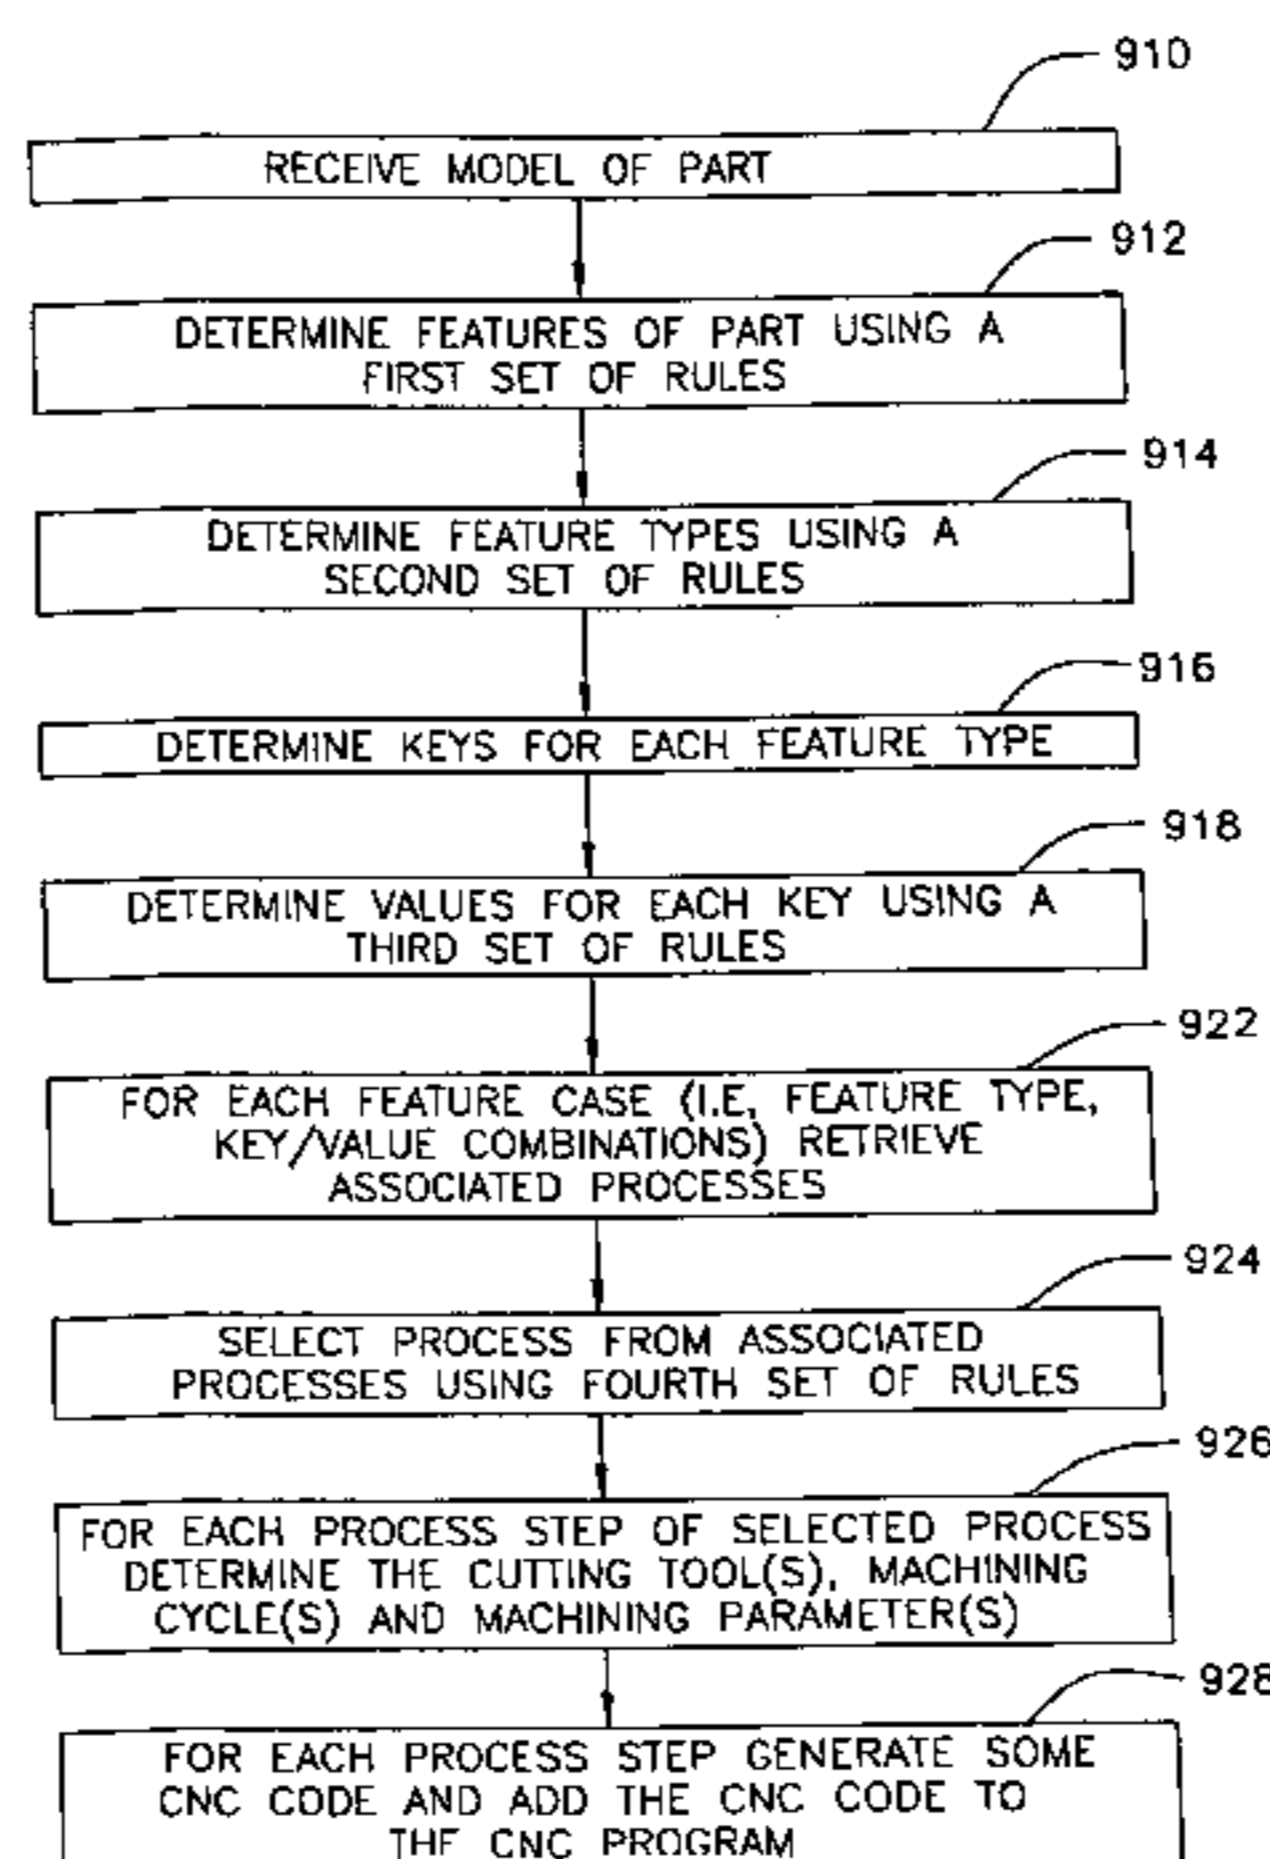 910
RECEIVE MODEL OF PART
912
DETERMINE FEATURES OF PART USING A
FIRST SET OF RULES
914
DETERMINE FEATURE TYPES USING A
SECOND SET OF RULES
916
DETERMINE KEYS FOR EACH FEATURE TYPE
918
DETERMINE VALUES FOR EACH KEY USING A
THIRD SET OF RULES
922
FOR EACH FEATURE CASE (I.E, FEATURE TYPE,
KEY/VALUE COMBINATIONS) RETRIEVE
ASSOCIATED PROCESSES
924
SELECT PROCESS FROM ASSOCIATED
PROCESSES USING FOURTH SET OF RULES
926
FOR EACH PROCESS STEP OF SELECTED PROCESS
DETERMINE THE CUTTING TOOL(S), MACHINING
CYCLE(S) AND MACHINING PARAMETER(S)
928
FOR EACH PROCESS STEP GENERATE SOME
CNC CODE AND ADD THE CNC CODE TO
THE CNC PROGRAM